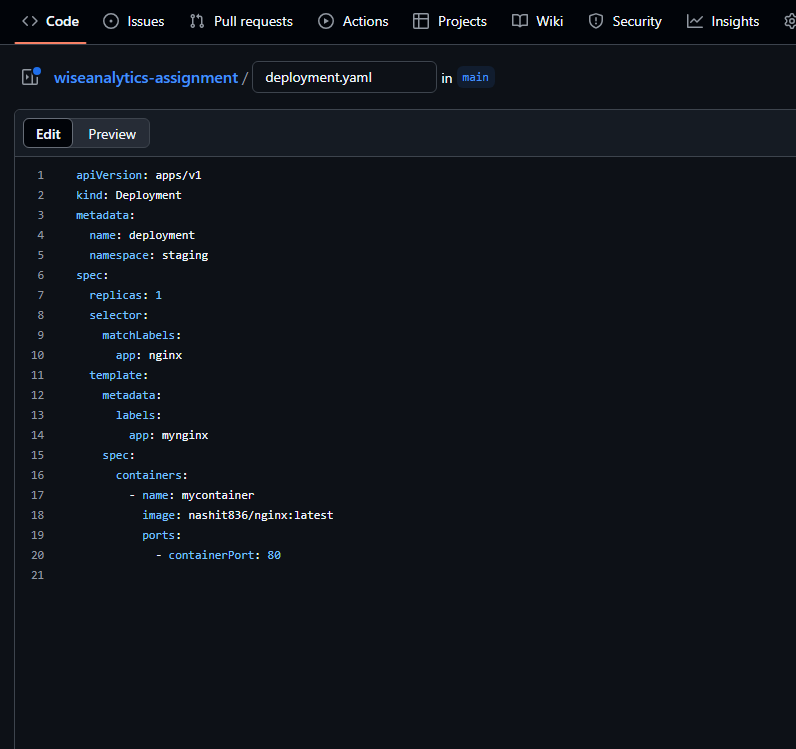 Code Issues Pull requests Actions Projects Wiki Security Insights
wiseanalytics-assignment / deployment.yaml in main
Edit Preview
1 apiVersion: apps/v1
2 kind: Deployment
3 metadata:
4   name: deployment
5   namespace: staging
6 spec:
7   replicas: 1
8   selector:
9     matchLabels:
10       app: nginx
11   template:
12     metadata:
13       labels:
14         app: mynginx
15     spec:
16       containers:
17         - name: mycontainer
18           image: nashit836/nginx:latest
19           ports:
20             - containerPort: 80
21